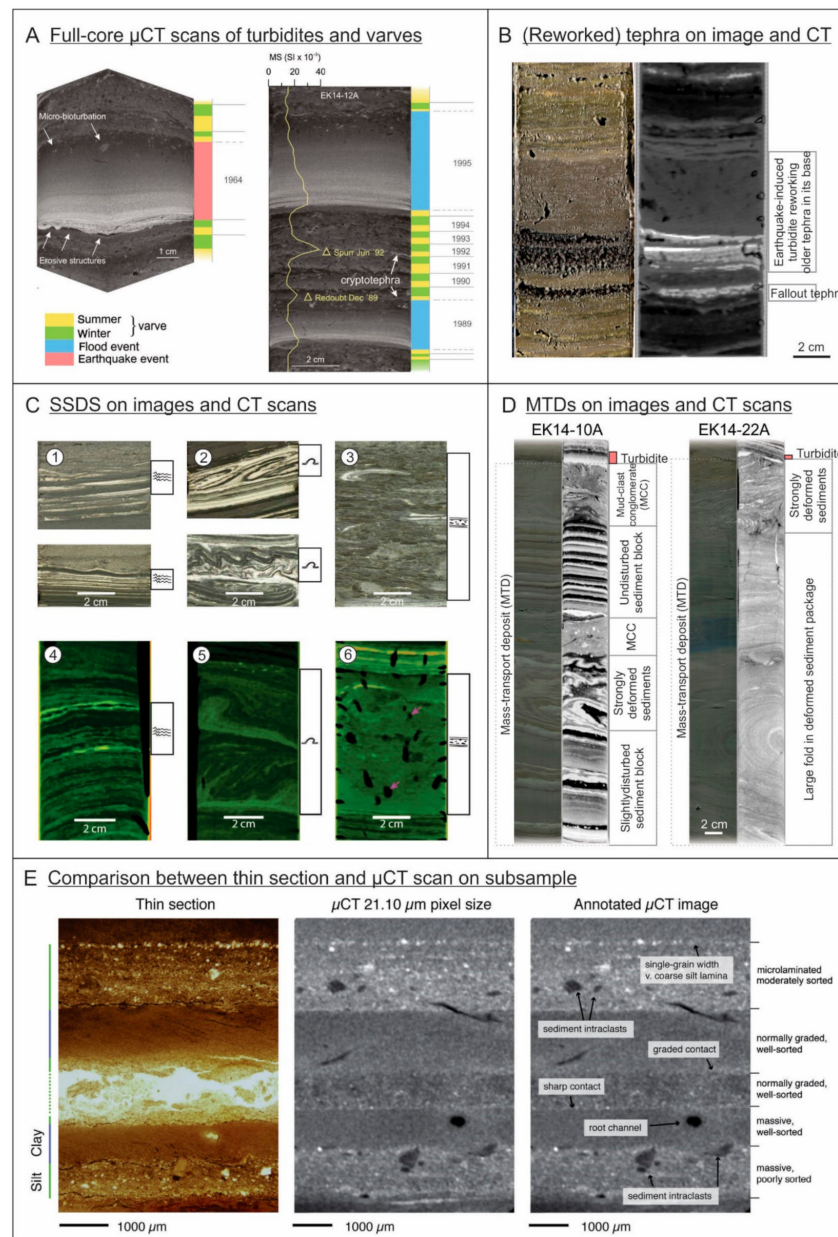 A Full-core µCT scans of turbidites and varves
MS (SI x 10⁻⁵)
0 20 40
EK14-12A
Micro-bioturbation
1964
Erosive structures
1 cm
1995
1994
1993
1992
1991
1990
1989
Spurr Jun ´92
cryptotephra
Redoubt Dec ´89
2 cm
Summer
Winter
varve
Flood event
Earthquake event
B (Reworked) tephra on image and CT
Earthquake-induced
turbidite reworking
older tephra in its base
Fallout tephra
2 cm
C SSDS on images and CT scans
1
2
3
2 cm
2 cm
2 cm
4
5
6
2 cm
2 cm
2 cm
D MTDs on images and CT scans
EK14-10A
EK14-22A
Turbidite
Turbidite
Mass-transport deposit (MTD)
Mud-clast
conglomerate
(MCC)
Undisturbed
sediment block
MCC
Strongly
deformed
sediments
Slightlydisturbed
sediment block
Mass-transport deposit (MTD)
Strongly
deformed
sediments
Large fold in deformed sediment package
2 cm
E Comparison between thin section and µCT scan on subsample
Thin section
µCT 21.10 µm pixel size
Annotated µCT image
Silt
Clay
single-grain width
v. coarse silt lamina
sediment intraclasts
graded contact
sharp contact
root channel
sediment intraclasts
microlaminated
moderately sorted
normally graded,
well-sorted
normally graded,
well-sorted
massive,
well-sorted
massive,
poorly sorted
1000 µm
1000 µm
1000 µm